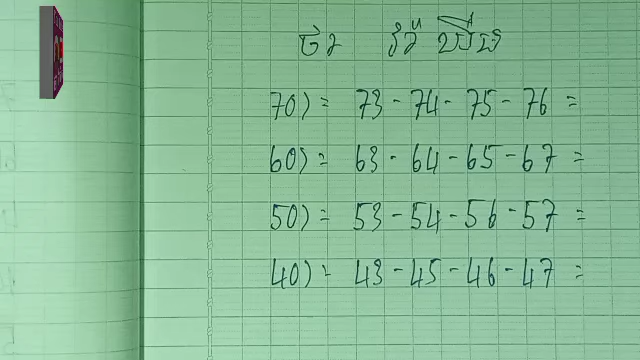 70) = 73 - 74 - 75 - 76 =
60) = 63 - 64 - 65 - 67 =
50) = 53 - 54 - 56 - 57 =
40) = 43 - 45 - 46 - 47 =